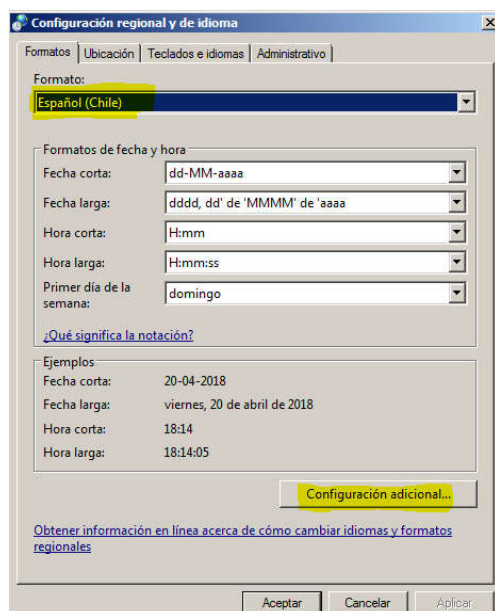 Configuración regional y de idioma
Formatos Ubicación Teclados e idiomas Administrativo
Formato:
Español (Chile)
Formatos de fecha y hora
Fecha corta: dd-MM-aaaa
Fecha larga: dddd, dd' de 'MMMM' de 'aaaa
Hora corta: H:mm
Hora larga: H:mm:ss
Primer día de la
semana: domingo
¿Qué significa la notación?
Ejemplos
Fecha corta: 20-04-2018
Fecha larga: viernes, 20 de abril de 2018
Hora corta: 18:14
Hora larga: 18:14:05
Configuración adicional...
Obtener información en línea acerca de cómo cambiar idiomas y formatos
regionales
Aceptar Cancelar Aplicar